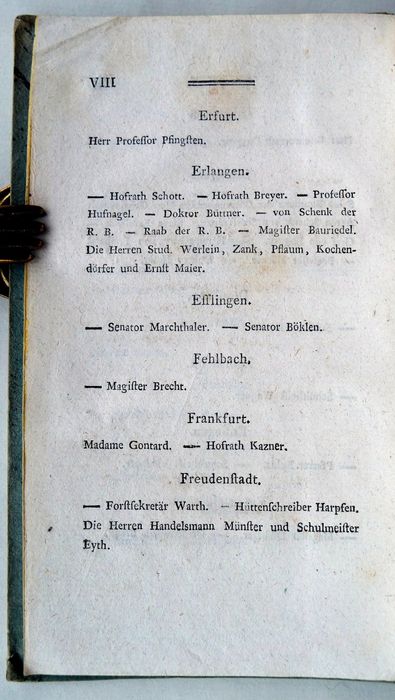 VIII
Erfurt.
Herr Profeſſor Pfingſten.
Erlangen.
— Hofrath Schott. — Hofrath Breyer. — Profeſſor
Hufnagel. — Doktor Büttner. — von Schenk der
R. B. — Raab der R. B. — Magiſter Bauriedel.
Die Herren Stud. Werlein, Zank, Pflaum, Kochen-
dörfer und Ernſt Maier.
Eſſlingen.
— Senator Marchthaler. — Senator Böklen.
Fehlbach.
— Magiſter Brecht.
Frankfurt.
Madame Gontard. — Hofrath Kazner.
Freudenſtadt.
— Forſtſekretär Warth. — Hüttenſchreiber Harpſen.
Die Herren Handelsmann Münſter und Schulmeiſter
Eyth.